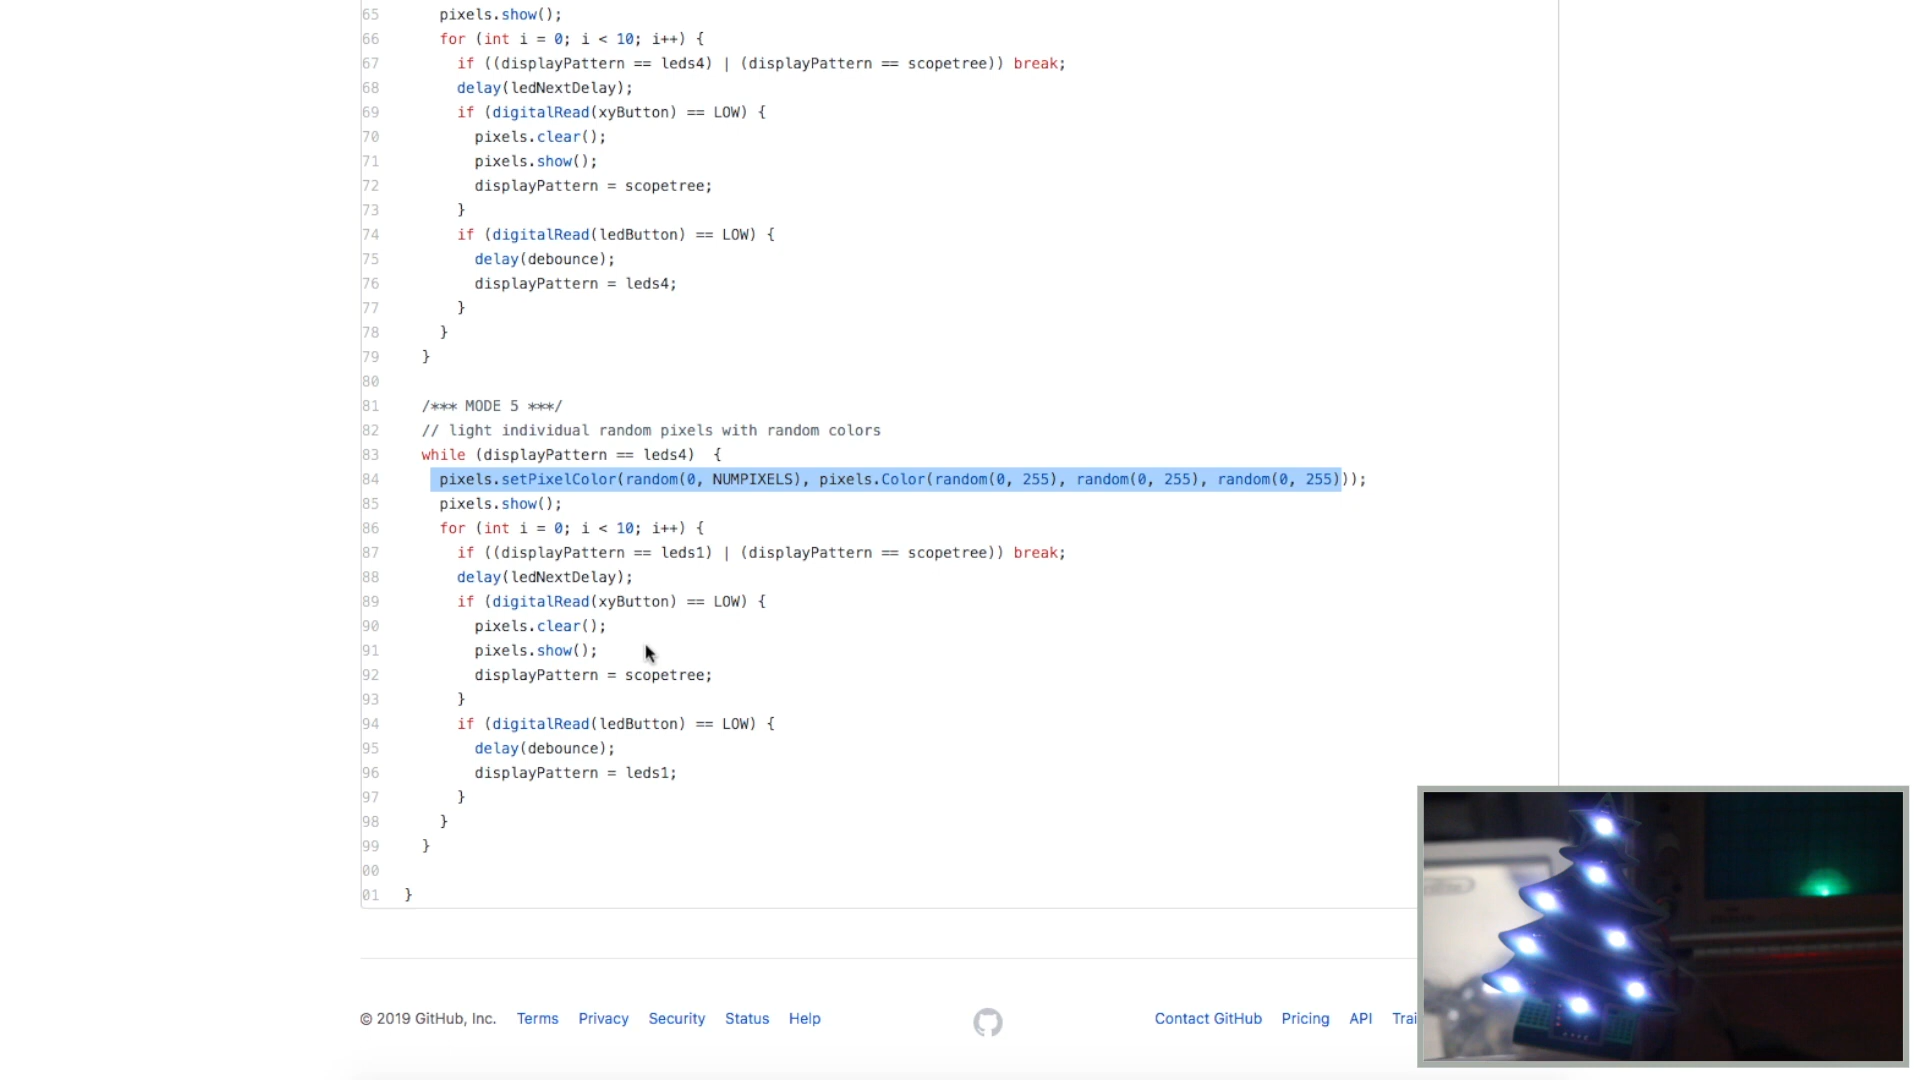 65 pixels.show();
66 for (int i = 0; i < 10; i++) {
67 if ((displayPattern == leds4) | (displayPattern == scopetree)) break;
68 delay(ledNextDelay);
69 if (digitalRead(xyButton) == LOW) {
70 pixels.clear();
71 pixels.show();
72 displayPattern = scopetree;
73 }
74 if (digitalRead(ledButton) == LOW) {
75 delay(debounce);
76 displayPattern = leds4;
77 }
78 }
79 }
80
81 /*** MODE 5 ***/
82 // light individual random pixels with random colors
83 while (displayPattern == leds4)  {
84 pixels.setPixelColor(random(0, NUMPIXELS), pixels.Color(random(0, 255), random(0, 255), random(0, 255)));
85 pixels.show();
86 for (int i = 0; i < 10; i++) {
87 if ((displayPattern == leds1) | (displayPattern == scopetree)) break;
88 delay(ledNextDelay);
89 if (digitalRead(xyButton) == LOW) {
90 pixels.clear();
91 pixels.show();
92 displayPattern = scopetree;
93 }
94 if (digitalRead(ledButton) == LOW) {
95 delay(debounce);
96 displayPattern = leds1;
97 }
98 }
99 }
00
01 }
© 2019 GitHub, Inc. Terms Privacy Security Status Help Contact GitHub Pricing API Trai